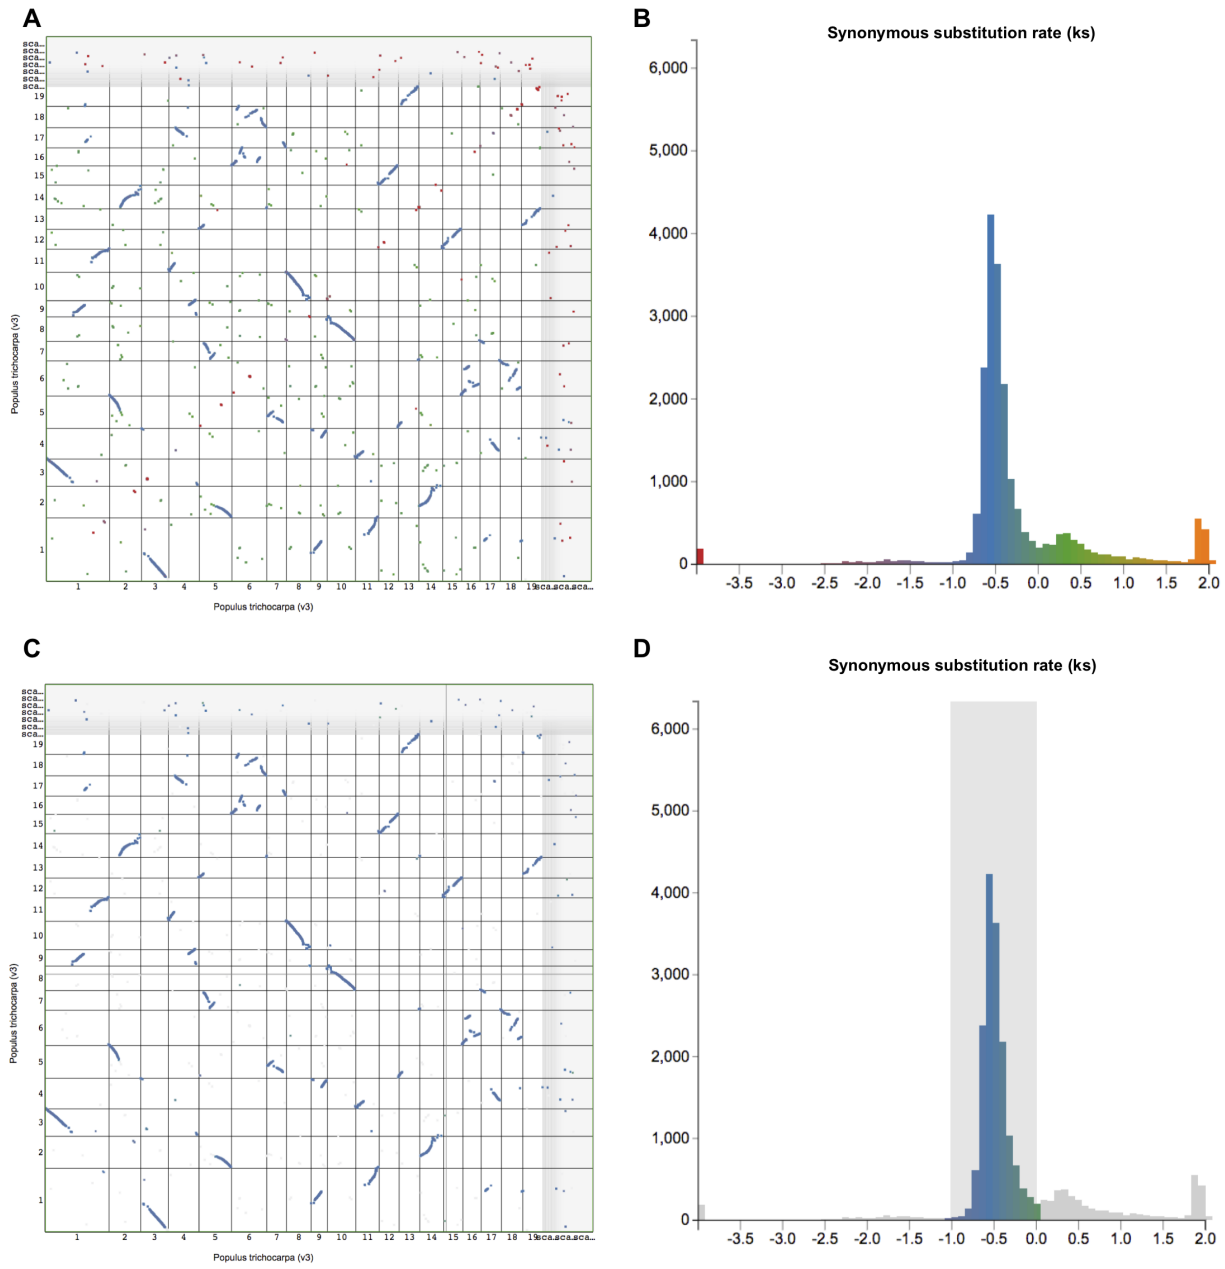 A
sca…
sca…
sca…
sca…
sca…
sca…
sca…
19
18
17
16
15
14
13
12
11
10
9
8
7
6
5
4
3
2
1
Populus trichocarpa (v3)
1 2 3 4 5 6 7 8 9 10 11 12 13 14 15 16 17 18 19 sca…sca…sca…
Populus trichocarpa (v3)
B
Synonymous substitution rate (ks)
6,000
5,000
4,000
3,000
2,000
1,000
0
-3.5 -3.0 -2.5 -2.0 -1.5 -1.0 -0.5 0.0 0.5 1.0 1.5 2.0
C
sca…
sca…
sca…
sca…
sca…
sca…
sca…
19
18
17
16
15
14
13
12
11
10
9
8
7
6
5
4
3
2
1
Populus trichocarpa (v3)
1 2 3 4 5 6 7 8 9 10 11 12 13 14 15 16 17 18 19 sca…sca…sca…
Populus trichocarpa (v3)
D
Synonymous substitution rate (ks)
6,000
5,000
4,000
3,000
2,000
1,000
0
-3.5 -3.0 -2.5 -2.0 -1.5 -1.0 -0.5 0.0 0.5 1.0 1.5 2.0